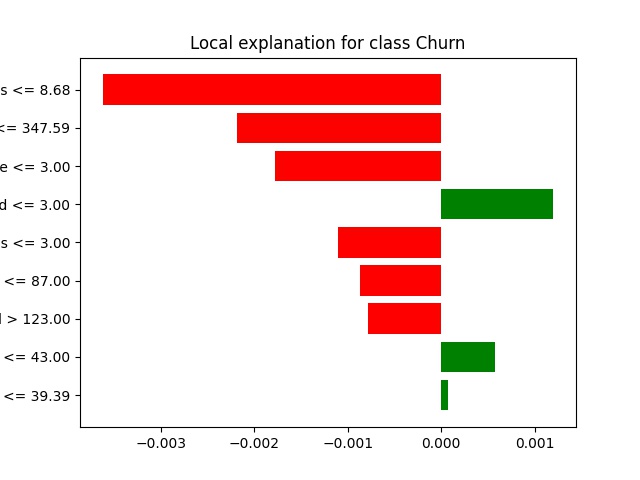 Local explanation for class Churn
s <= 8.68
<= 347.59
e <= 3.00
d <= 3.00
s <= 3.00
<= 87.00
> 123.00
<= 43.00
<= 39.39
−0.003 −0.002 −0.001 0.000 0.001